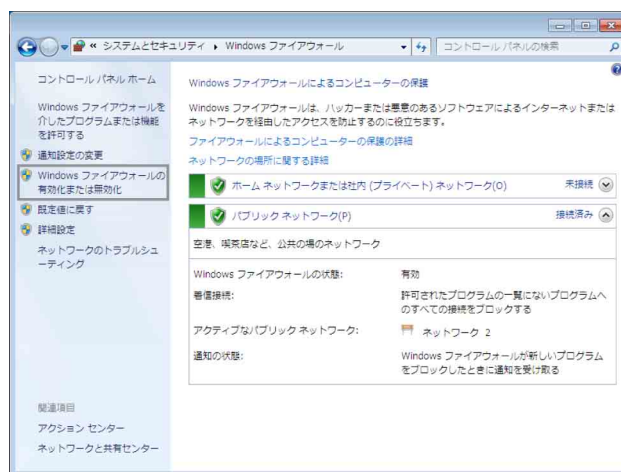 « システムとセキュリティ ▸ Windows ファイアウォール
コントロール パネルの検索
コントロール パネル ホーム
Windows ファイアウォールを
介したプログラムまたは機能
を許可する
通知設定の変更
Windows ファイアウォールの
有効化または無効化
既定値に戻す
詳細設定
ネットワークのトラブルシュ
ーティング
関連項目
アクション センター
ネットワークと共有センター
Windows ファイアウォールによるコンピューターの保護
Windows ファイアウォールは、ハッカーまたは悪意のあるソフトウェアによるインターネットまたは
ネットワークを経由したアクセスを防止するのに役立ちます。
ファイアウォールによるコンピューターの保護の詳細
ネットワークの場所に関する詳細
ホーム ネットワークまたは社内 (プライベート) ネットワーク(O) 未接続
パブリック ネットワーク(P) 接続済み
空港、喫茶店など、公共の場のネットワーク
Windows ファイアウォールの状態: 有効
着信接続: 許可されたプログラムの一覧にないプログラムへ
のすべての接続をブロックする
アクティブなパブリック ネットワーク: ネットワーク 2
通知の状態: Windows ファイアウォールが新しいプログラム
をブロックしたときに通知を受け取る